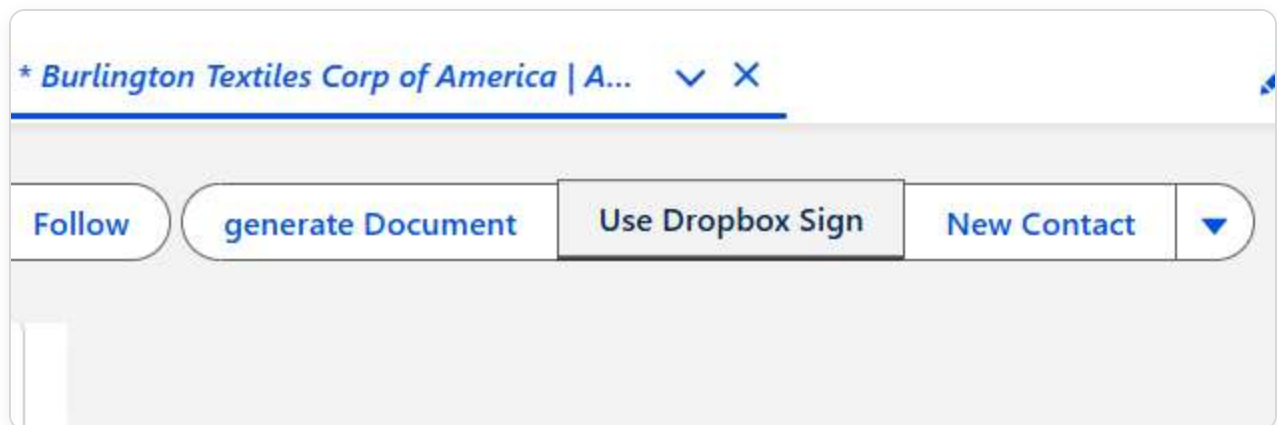 * Burlington Textiles Corp of America | A...
Follow
generate Document
Use Dropbox Sign
New Contact